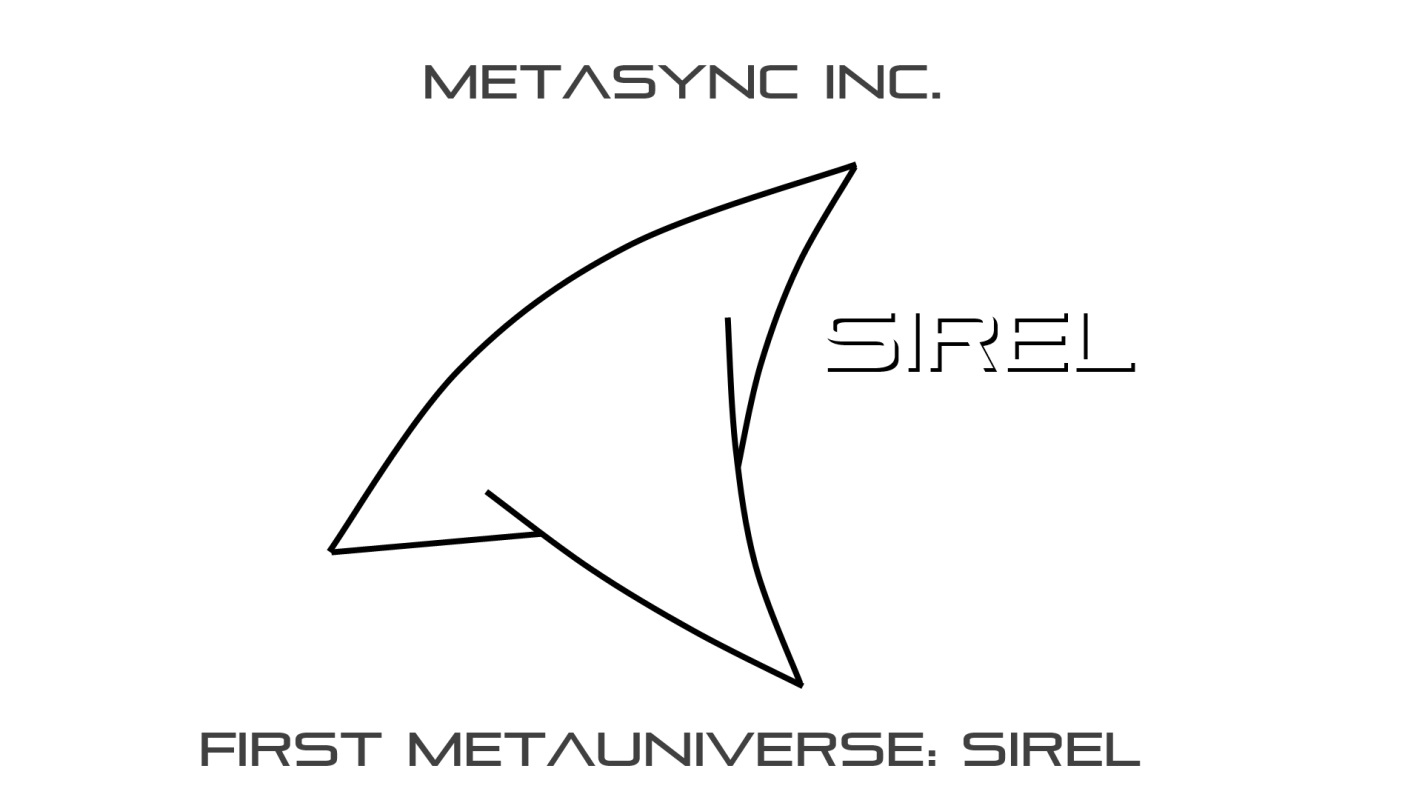 METASYNC INC.
SIREL
FIRST METAUNIVERSE: SIREL